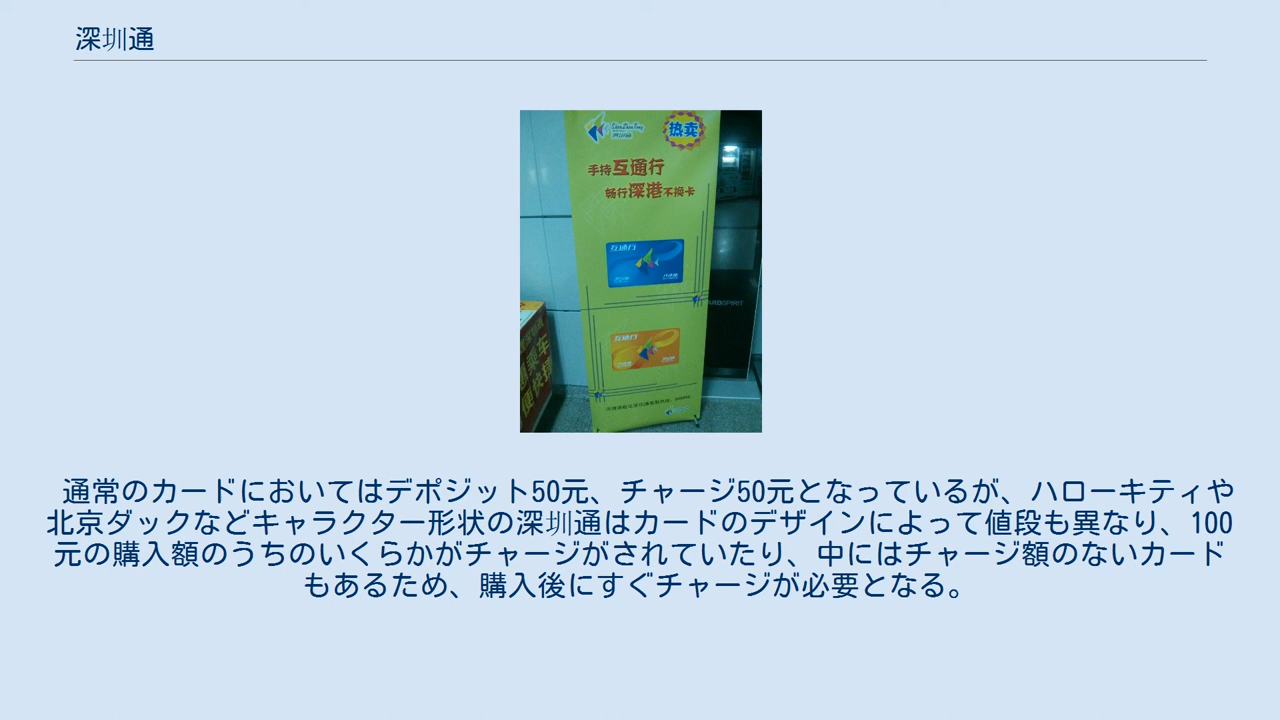 深圳通
热卖
手持互通行
畅行深港不换卡
互通行
互通行
通常のカードにおいてはデポジット50元、チャージ50元となっているが、ハローキティや
北京ダックなどキャラクター形状の深圳通はカードのデザインによって値段も異なり、100
元の購入額のうちのいくらかがチャージがされていたり、中にはチャージ額のないカード
もあるため、購入後にすぐチャージが必要となる。